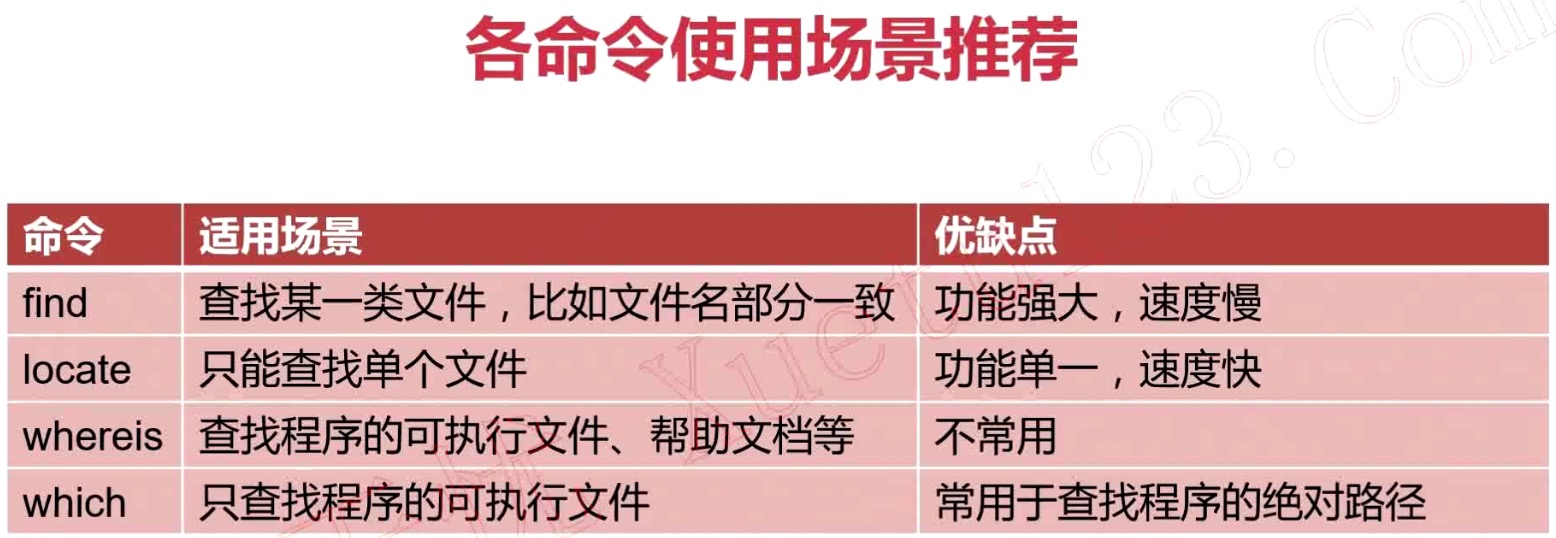 各命令使用场景推荐
命令 适用场景 优缺点
find 查找某一类文件，比如文件名部分一致 功能强大，速度慢
locate 只能查找单个文件 功能单一，速度快
whereis 查找程序的可执行文件、帮助文档等 不常用
which 只查找程序的可执行文件 常用于查找程序的绝对路径
Xuetu123.Com